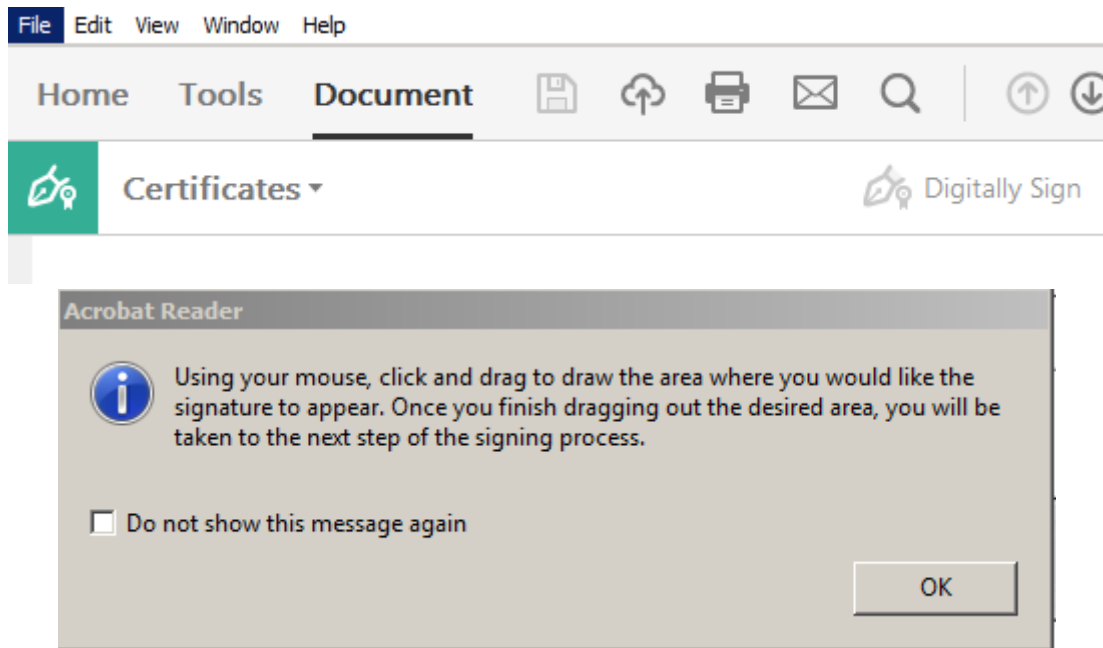 File Edit View Window Help
Home Tools Document
Certificates Digitally Sign
Acrobat Reader
Using your mouse, click and drag to draw the area where you would like the
signature to appear. Once you finish dragging out the desired area, you will be
taken to the next step of the signing process.
Do not show this message again
OK